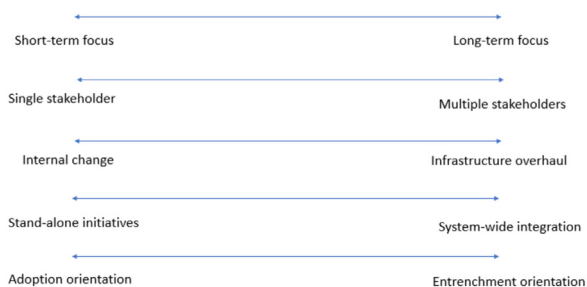 Short-term focus
Long-term focus
Single stakeholder
Multiple stakeholders
Internal change
Infrastructure overhaul
Stand-alone initiatives
System-wide integration
Adoption orientation
Entrenchment orientation